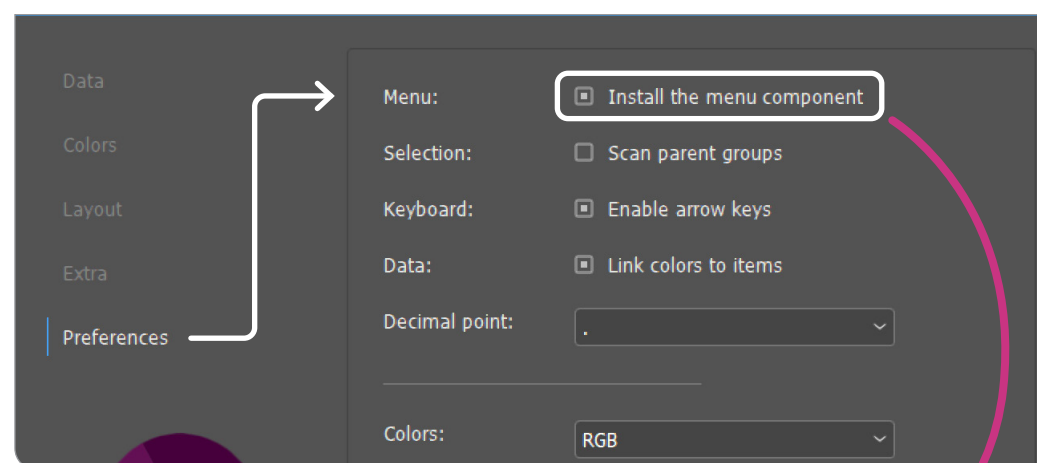 Data
Colors
Layout
Extra
Preferences
Menu: Install the menu component
Selection: Scan parent groups
Keyboard: Enable arrow keys
Data: Link colors to items
Decimal point: .
Colors: RGB